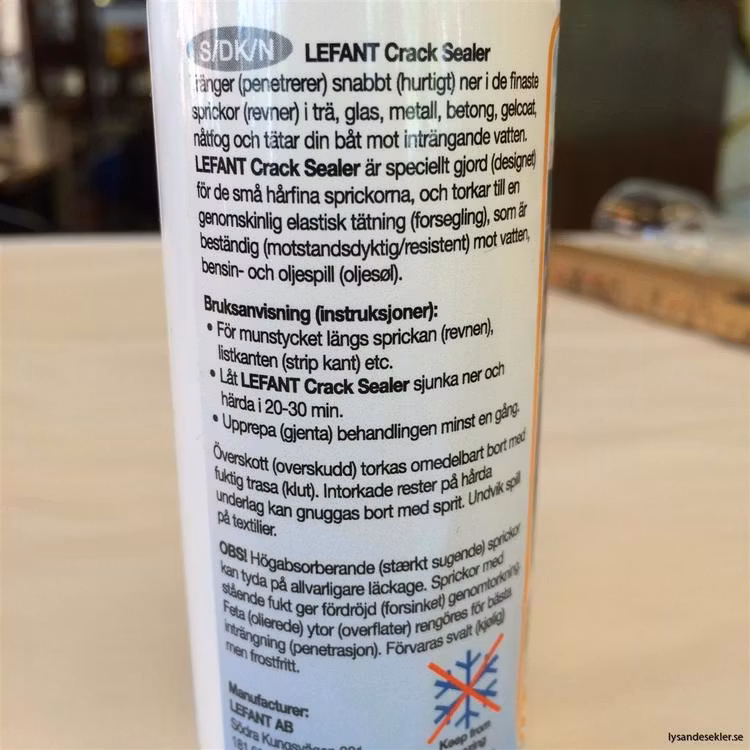 S/DK/N LEFANT Crack Sealer
ränger (penetrerer) snabbt (hurtigt) ner i de finaste
sprickor (revner) i trä, glas, metall, betong, gelcoat,
nåtfog och tätar din båt mot inträngande vatten.
LEFANT Crack Sealer är speciellt gjord (designet)
för de små hårfina sprickorna, och torkar till en
genomskinlig elastisk tätning (forsegling), som är
beständig (motstandsdyktig/resistent) mot vatten,
bensin- och oljespill (oljesøl).
Bruksanvisning (instruksjoner):
• För munstycket längs sprickan (revnen),
listkanten (strip kant) etc.
• Låt LEFANT Crack Sealer sjunka ner och
härda i 20-30 min.
• Upprepa (gjenta) behandlingen minst en gång.
Överskott (overskudd) torkas omedelbart bort med
fuktig trasa (klut). Intorkade rester på hårda
underlag kan gnuggas bort med sprit. Undvik spill
på textilier.
OBS! Högabsorberande (stærkt sugende) sprickor
kan tyda på allvarligare läckage. Sprickor med
stående fukt ger fördröjd (forsinket) genomtorkning.
Feta (olierede) ytor (overflater) rengöres för bästa
inträngning (penetrasjon). Förvaras svalt (kjølig)
men frostfritt.
Manufacturer:
LEFANT AB
Södra Kungsvägen
Keep from
lysandesekler.se